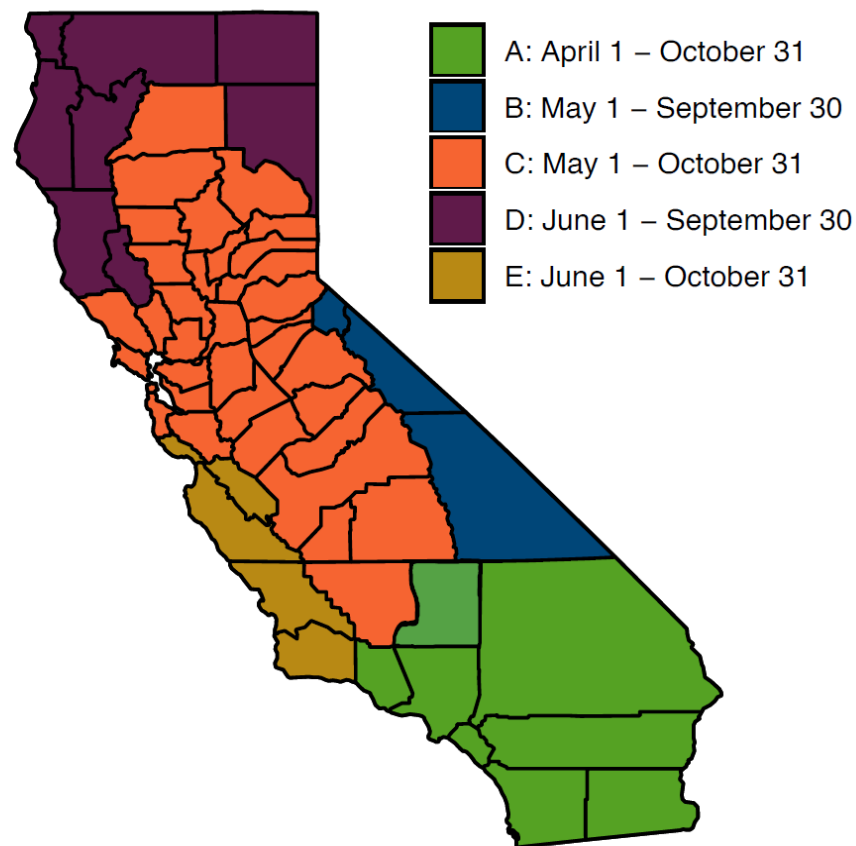 A: April 1 – October 31
B: May 1 – September 30
C: May 1 – October 31
D: June 1 – September 30
E: June 1 – October 31